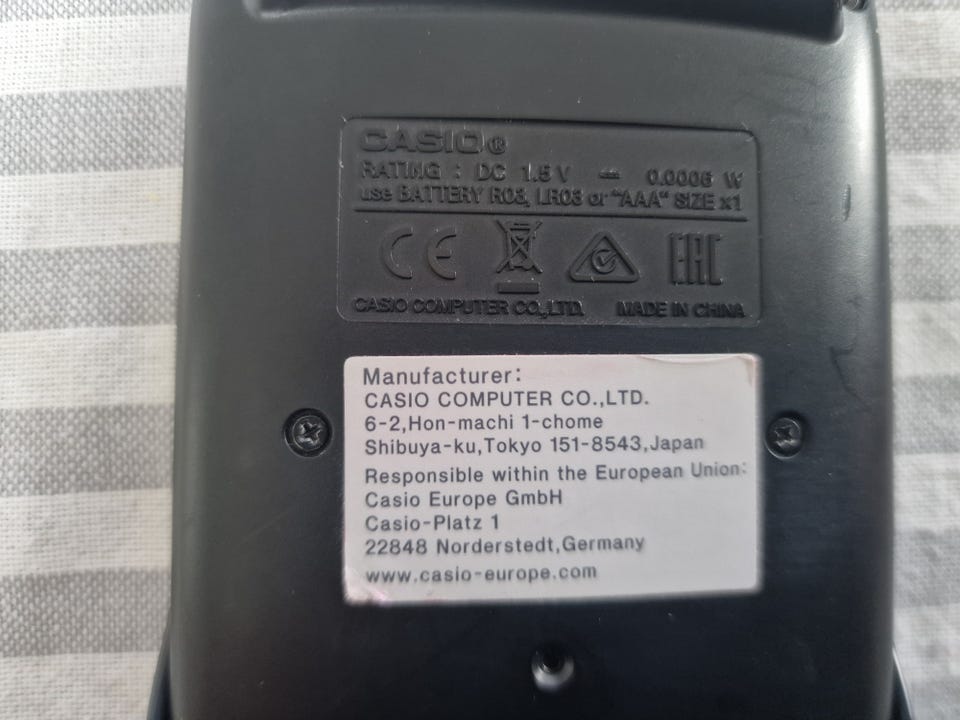 CASIO®
RATING : DC 1.5 V ⎓ 0.0006 W
use BATTERY R03, LR03 or "AAA" SIZE x1
CE EAC
CASIO COMPUTER CO.,LTD. MADE IN CHINA
Manufacturer:
CASIO COMPUTER CO.,LTD.
6-2,Hon-machi 1-chome
Shibuya-ku,Tokyo 151-8543,Japan
Responsible within the European Union:
Casio Europe GmbH
Casio-Platz 1
22848 Norderstedt,Germany
www.casio-europe.com